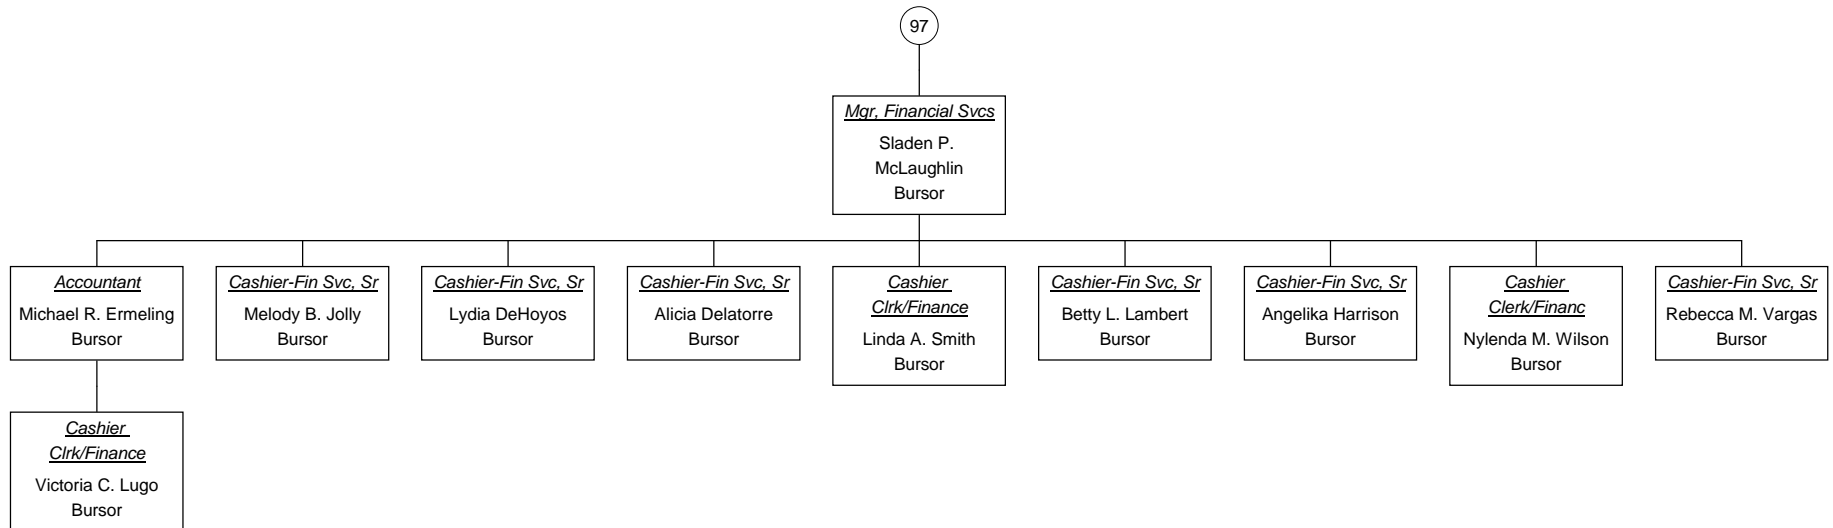 97
Mgr, Financial Svcs
Sladen P.
McLaughlin
Bursor
Accountant
Michael R. Ermeling
Bursor
Cashier-Fin Svc, Sr
Melody B. Jolly
Bursor
Cashier-Fin Svc, Sr
Lydia DeHoyos
Bursor
Cashier-Fin Svc, Sr
Alicia Delatorre
Bursor
Cashier
Clrk/Finance
Linda A. Smith
Bursor
Cashier-Fin Svc, Sr
Betty L. Lambert
Bursor
Cashier-Fin Svc, Sr
Angelika Harrison
Bursor
Cashier
Clerk/Financ
Nylenda M. Wilson
Bursor
Cashier-Fin Svc, Sr
Rebecca M. Vargas
Bursor
Cashier
Clrk/Finance
Victoria C. Lugo
Bursor